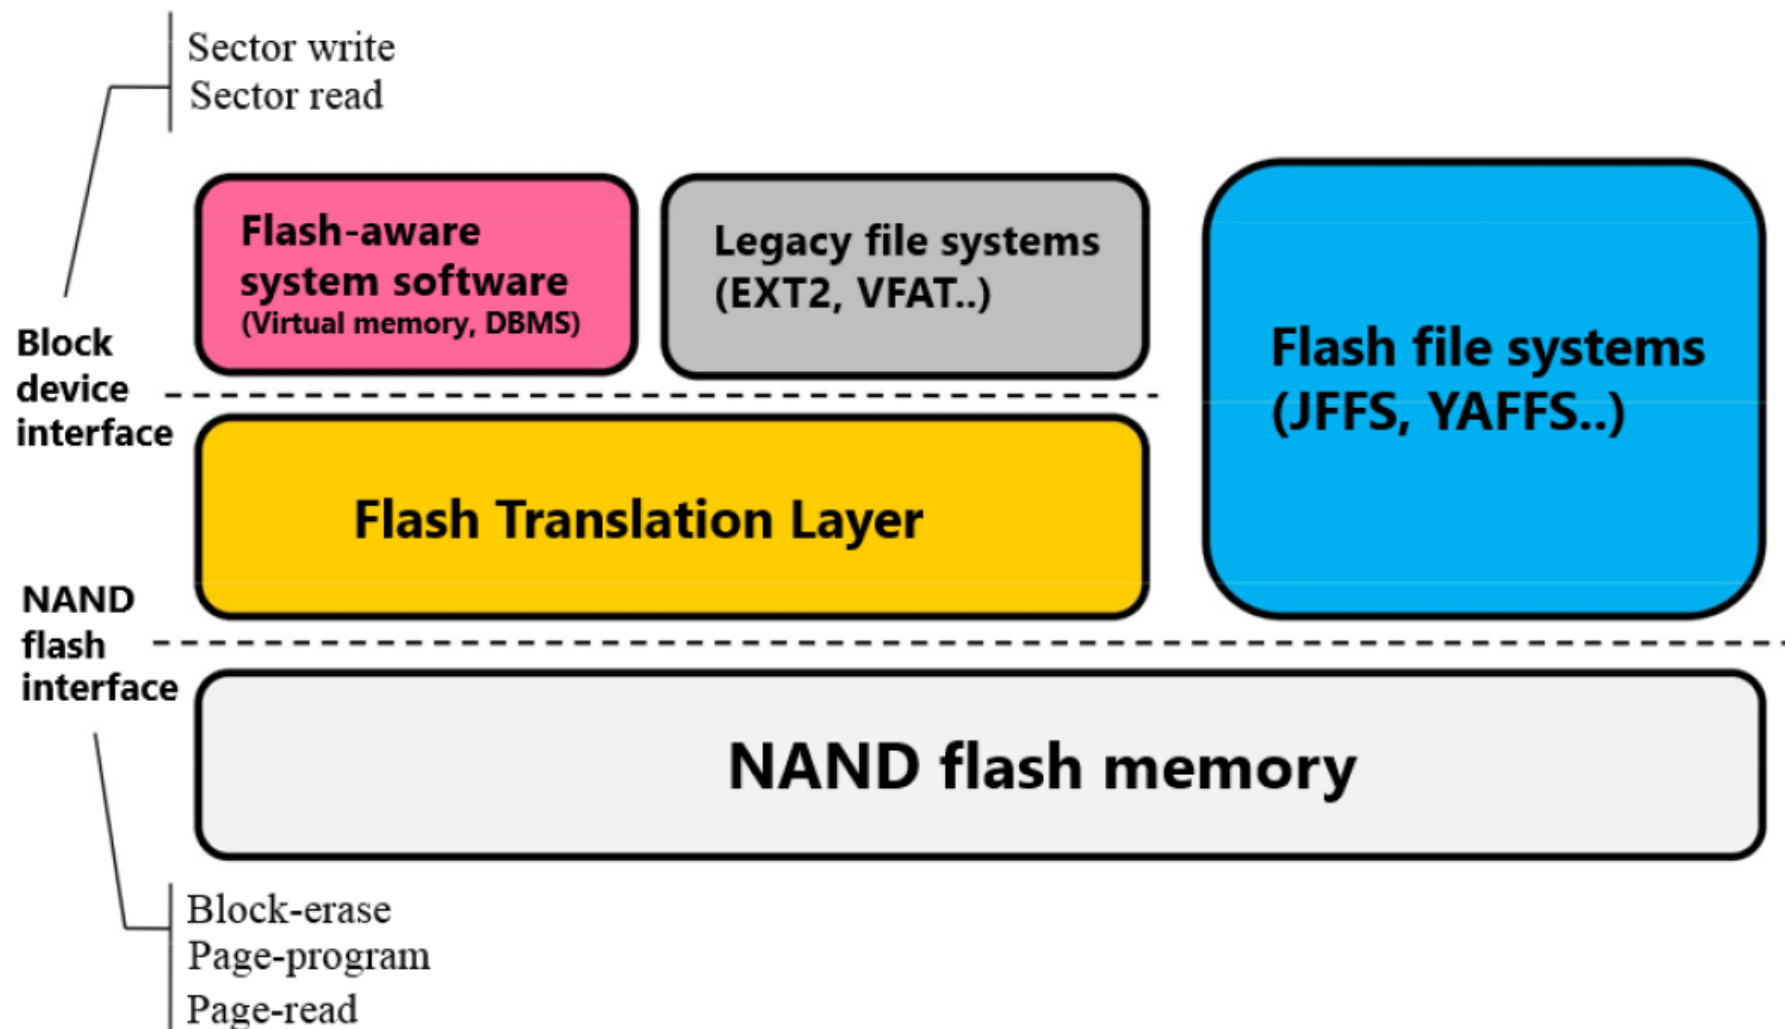 Sector write
Sector read
Flash-aware
system software
(Virtual memory, DBMS)
Legacy file systems
(EXT2, VFAT..)
Flash file systems
(JFFS, YAFFS..)
Block
device
interface
Flash Translation Layer
NAND
flash
interface
NAND flash memory
Block-erase
Page-program
Page-read